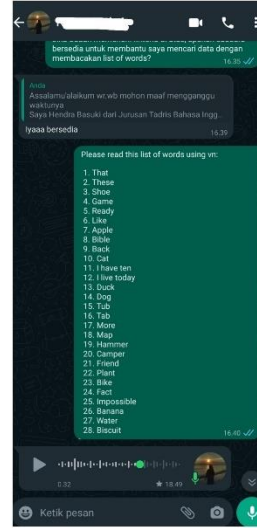 bersedia untuk membantu saya mencari data dengan
membacakan list of words?
16.35
Anda
Assalamu'alaikum wr.wb mohon maaf mengganggu
waktunya
Saya Hendra Basuki dari Jurusan Tadris Bahasa Ingg...
Iyaaa bersedia
16.39
Please read this list of words using vn:
1. That
2. These
3. Shoe
4. Game
5. Ready
6. Like
7. Apple
8. Bible
9. Back
10. Cat
11. I have ten
12. I live today
13. Duck
14. Dog
15. Tub
16. Tab
17. More
18. Map
19. Hammer
20. Camper
21. Friend
22. Plant
23. Bike
24. Fact
25. Impossible
26. Banana
27. Water
28. Biscuit
16.40
0.32
18.49
Ketik pesan